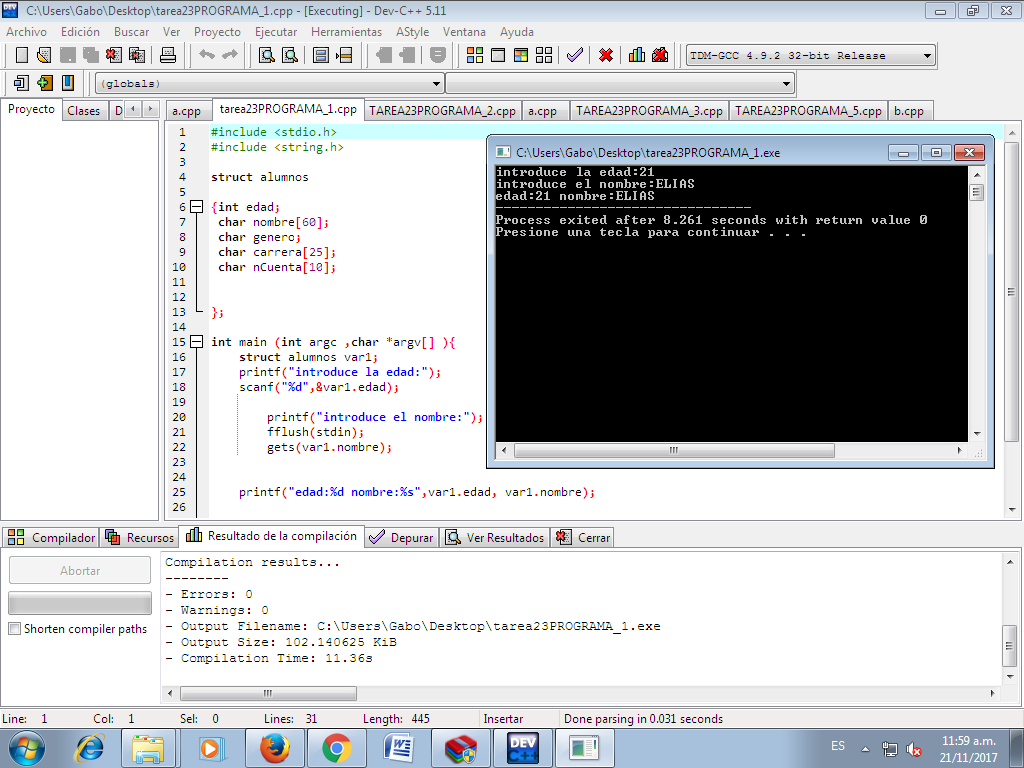 C:\Users\Gabo\Desktop\tarea23PROGRAMA_1.cpp - [Executing] - Dev-C++ 5.11
Archivo Edición Buscar Ver Proyecto Ejecutar Herramientas AStyle Ventana Ayuda
TDM-GCC 4.9.2 32-bit Release
(globals)
Proyecto Clases D
a.cpp tarea23PROGRAMA_1.cpp TAREA23PROGRAMA_2.cpp a.cpp TAREA23PROGRAMA_3.cpp TAREA23PROGRAMA_5.cpp b.cpp
1 #include <stdio.h>
2 #include <string.h>
3
4 struct alumnos
5
6 {int edad;
7 char nombre[60];
8 char genero;
9 char carrera[25];
10 char nCuenta[10];
11
12
13 };
14
15 int main (int argc ,char *argv[] ){
16 struct alumnos var1;
17 printf("introduce la edad:");
18 scanf("%d",&var1.edad);
19
20 printf("introduce el nombre:");
21 fflush(stdin);
22 gets(var1.nombre);
23
24
25 printf("edad:%d nombre:%s",var1.edad, var1.nombre);
26
C:\Users\Gabo\Desktop\tarea23PROGRAMA_1.exe
introduce la edad:21
introduce el nombre:ELIAS
edad:21 nombre:ELIAS
--------------------------------
Process exited after 8.261 seconds with return value 0
Presione una tecla para continuar . . .
Compilador Recursos Resultado de la compilación Depurar Ver Resultados Cerrar
Abortar
Shorten compiler paths
Compilation results...
--------
- Errors: 0
- Warnings: 0
- Output Filename: C:\Users\Gabo\Desktop\tarea23PROGRAMA_1.exe
- Output Size: 102.140625 KiB
- Compilation Time: 11.36s
Line: 1 Col: 1 Sel: 0 Lines: 31 Length: 445 Insertar Done parsing in 0.031 seconds
DEV C++
ES
11:59 a.m.
21/11/2017